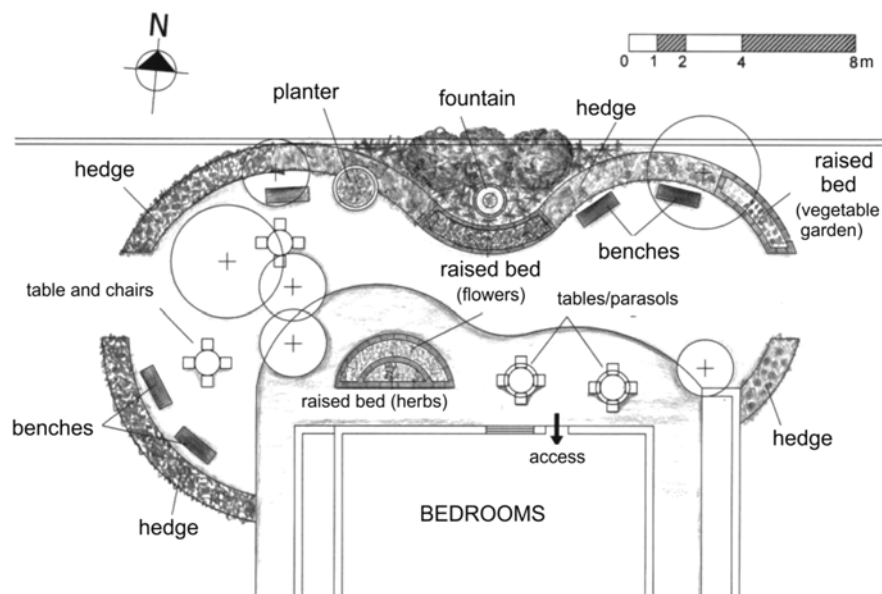 N
0 1 2 4 8m
planter
fountain
hedge
hedge
raised
bed
(vegetable
garden)
benches
raised bed
(flowers)
table and chairs
tables/parasols
raised bed (herbs)
benches
access
hedge
hedge
BEDROOMS